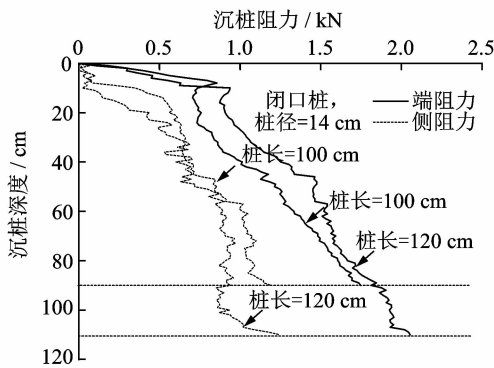 沉桩阻力 / kN
0 0.5 1.0 1.5 2.0 2.5
0
20
40
60
80
100
120
沉桩深度 / cm
闭口桩,
桩径=14 cm
端阻力
侧阻力
桩长=100 cm
桩长=100 cm
桩长=120 cm
桩长=120 cm